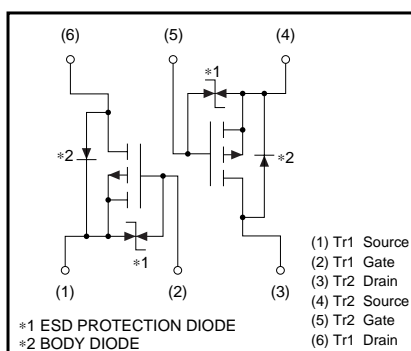 (6) (5) (4)
∗1
∗2 ∗2
∗1
(1) (2) (3)
(1) Tr1 Source
(2) Tr1 Gate
(3) Tr2 Drain
(4) Tr2 Source
(5) Tr2 Gate
(6) Tr1 Drain
∗1 ESD PROTECTION DIODE
∗2 BODY DIODE